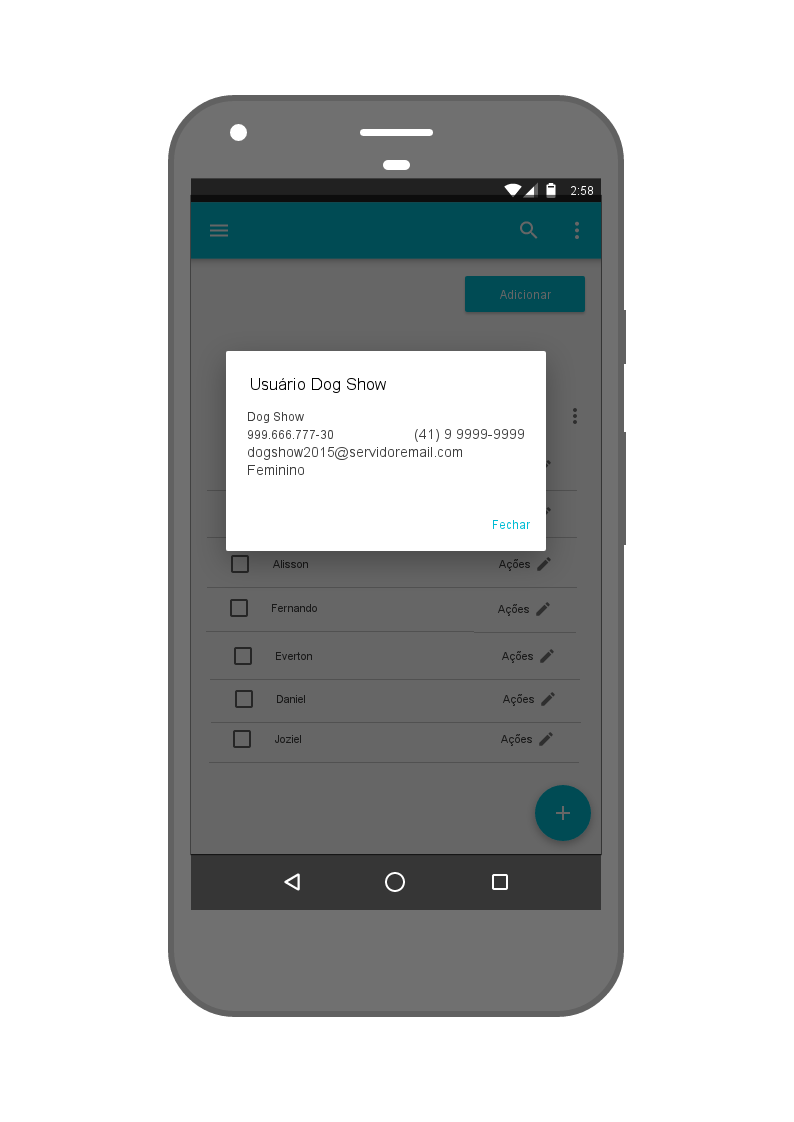 2:58
Adicionar
Usuário Dog Show
Dog Show
999.666.777-30 (41) 9 9999-9999
dogshow2015@servidoremail.com
Feminino
Fechar
Alisson Ações
Fernando Ações
Everton Ações
Daniel Ações
Joziel Ações